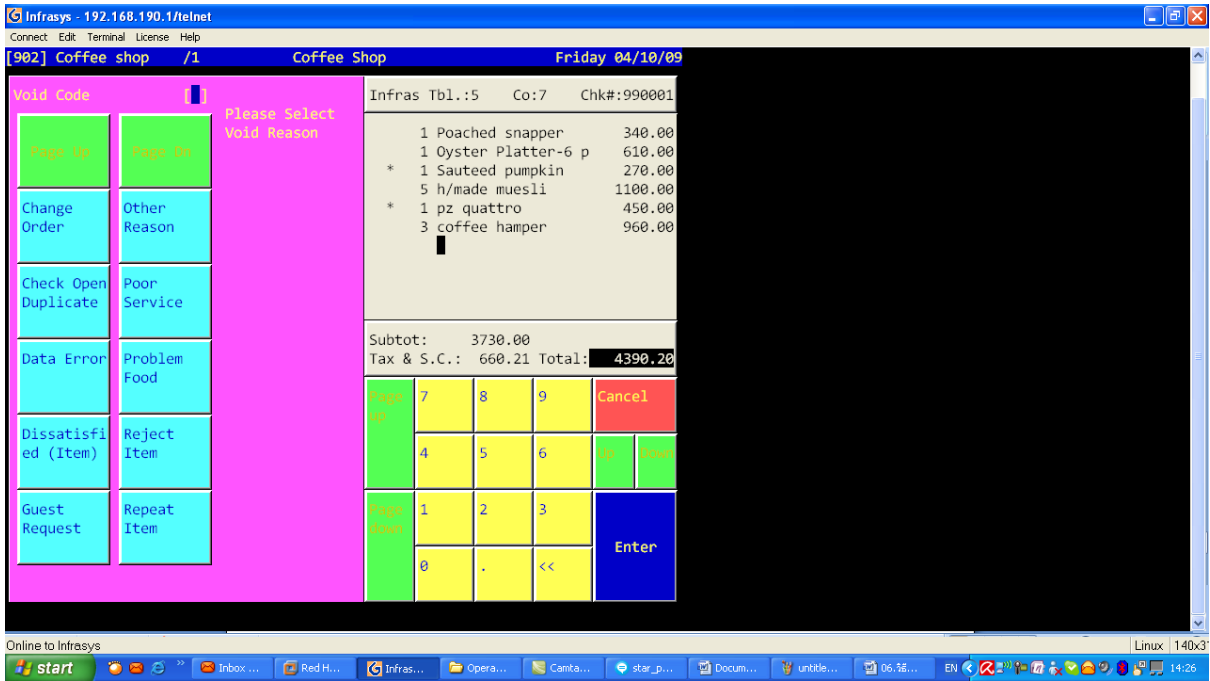 Infrasys - 192.168.190.1/telnet
Connect Edit Terminal License Help
[902] Coffee shop /1 Coffee Shop Friday 04/10/09
Void Code [ ]
Please Select
Void Reason
Page Up Page Dn
Change
Order
Other
Reason
Check Open
Duplicate
Poor
Service
Data Error
Problem
Food
Dissatisfi
ed (Item)
Reject
Item
Guest
Request
Repeat
Item
Infras Tbl.:5 Co:7 Chk#:990001
1 Poached snapper 340.00
1 Oyster Platter-6 p 610.00
* 1 Sauteed pumpkin 270.00
5 h/made muesli 1100.00
* 1 pz quattro 450.00
3 coffee hamper 960.00
Subtot: 3730.00
Tax & S.C.: 660.21 Total: 4390.20
Page
up
7 8 9 Cancel
4 5 6 Up Down
Page
down
1 2 3
Enter
0 . <<
Online to Infrasys Linux 140x3
start Inbox ... Red H... Infras... Opera... Camta... star_p... Docum... untitle... EN 14:26